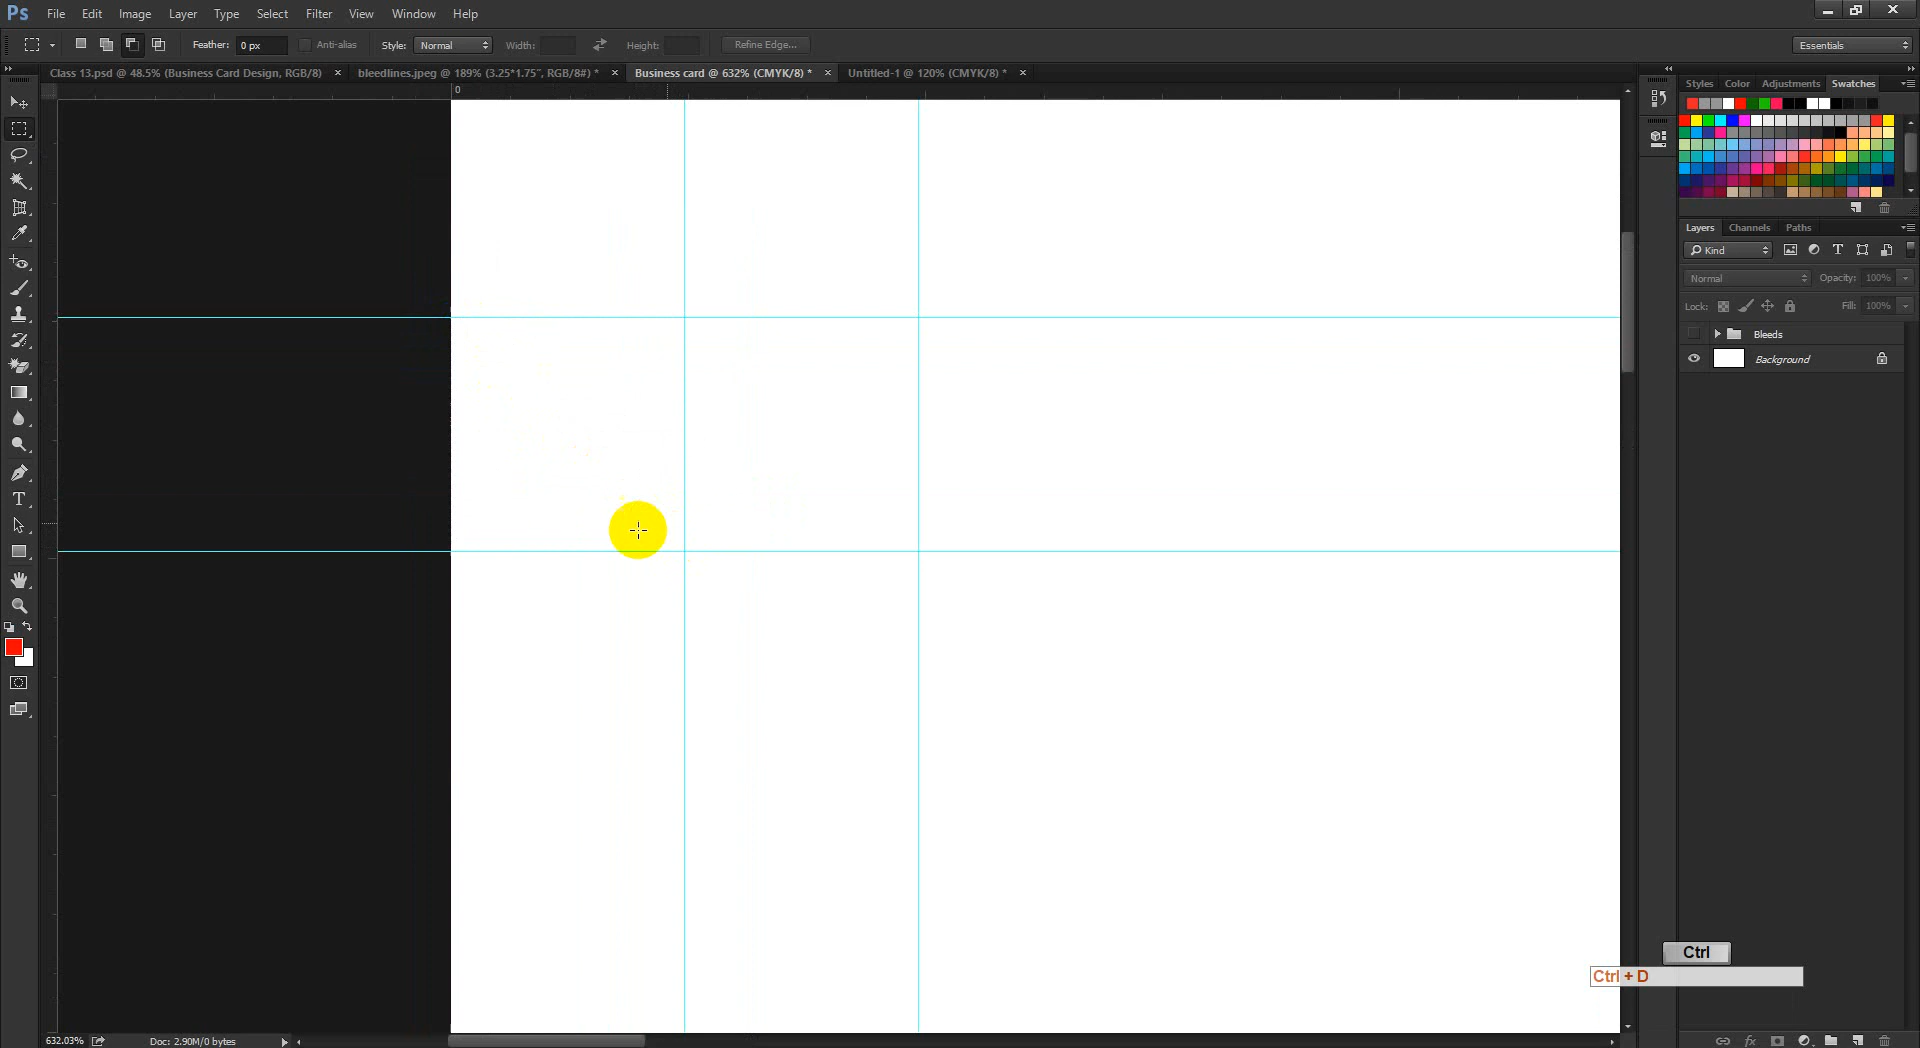 Ps File Edit Image Layer Type Select Filter View Window Help
Feather: 0 px Anti-alias Style: Normal Width: Height: Refine Edge... Essentials
Class 13.psd @ 48.5% (Business Card Design, RGB/8) × bleedlines.jpeg @ 189% (3.25*1.75", RGB/8#) * × Business card @ 632% (CMYK/8) * × Untitled-1 @ 120% (CMYK/8) * ×
0
Styles Color Adjustments Swatches
Layers Channels Paths
Kind
Normal Opacity: 100%
Lock: Fill: 100%
Bleeds
Background
Ctrl
Ctrl + D
632.03% Doc: 2.90M/0 bytes